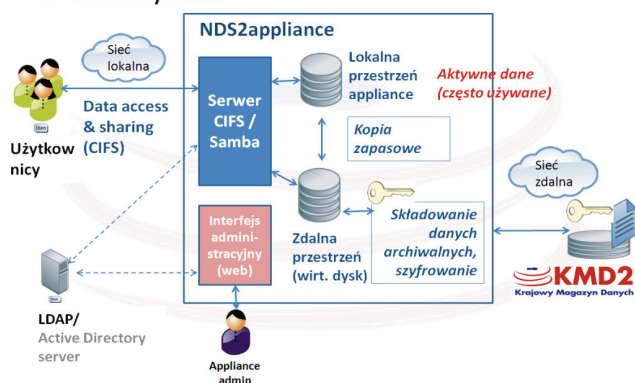 NDS2appliance
Sieć
lokalna
Użytkow
nicy
Data access
& sharing
(CIFS)
Serwer
CIFS /
Samba
Lokalna
przestrzeń
appliance
Aktywne dane
(często używane)
Kopia
zapasowe
Interfejs
admini-
stracyjny
(web)
Zdalna
przestrzeń
(wirt. dysk)
Składowanie
danych
archiwalnych,
szyfrowanie
Sieć
zdalna
KMD2
Krajowy Magazyn Danych
LDAP/
Active Directory
server
Appliance
admin